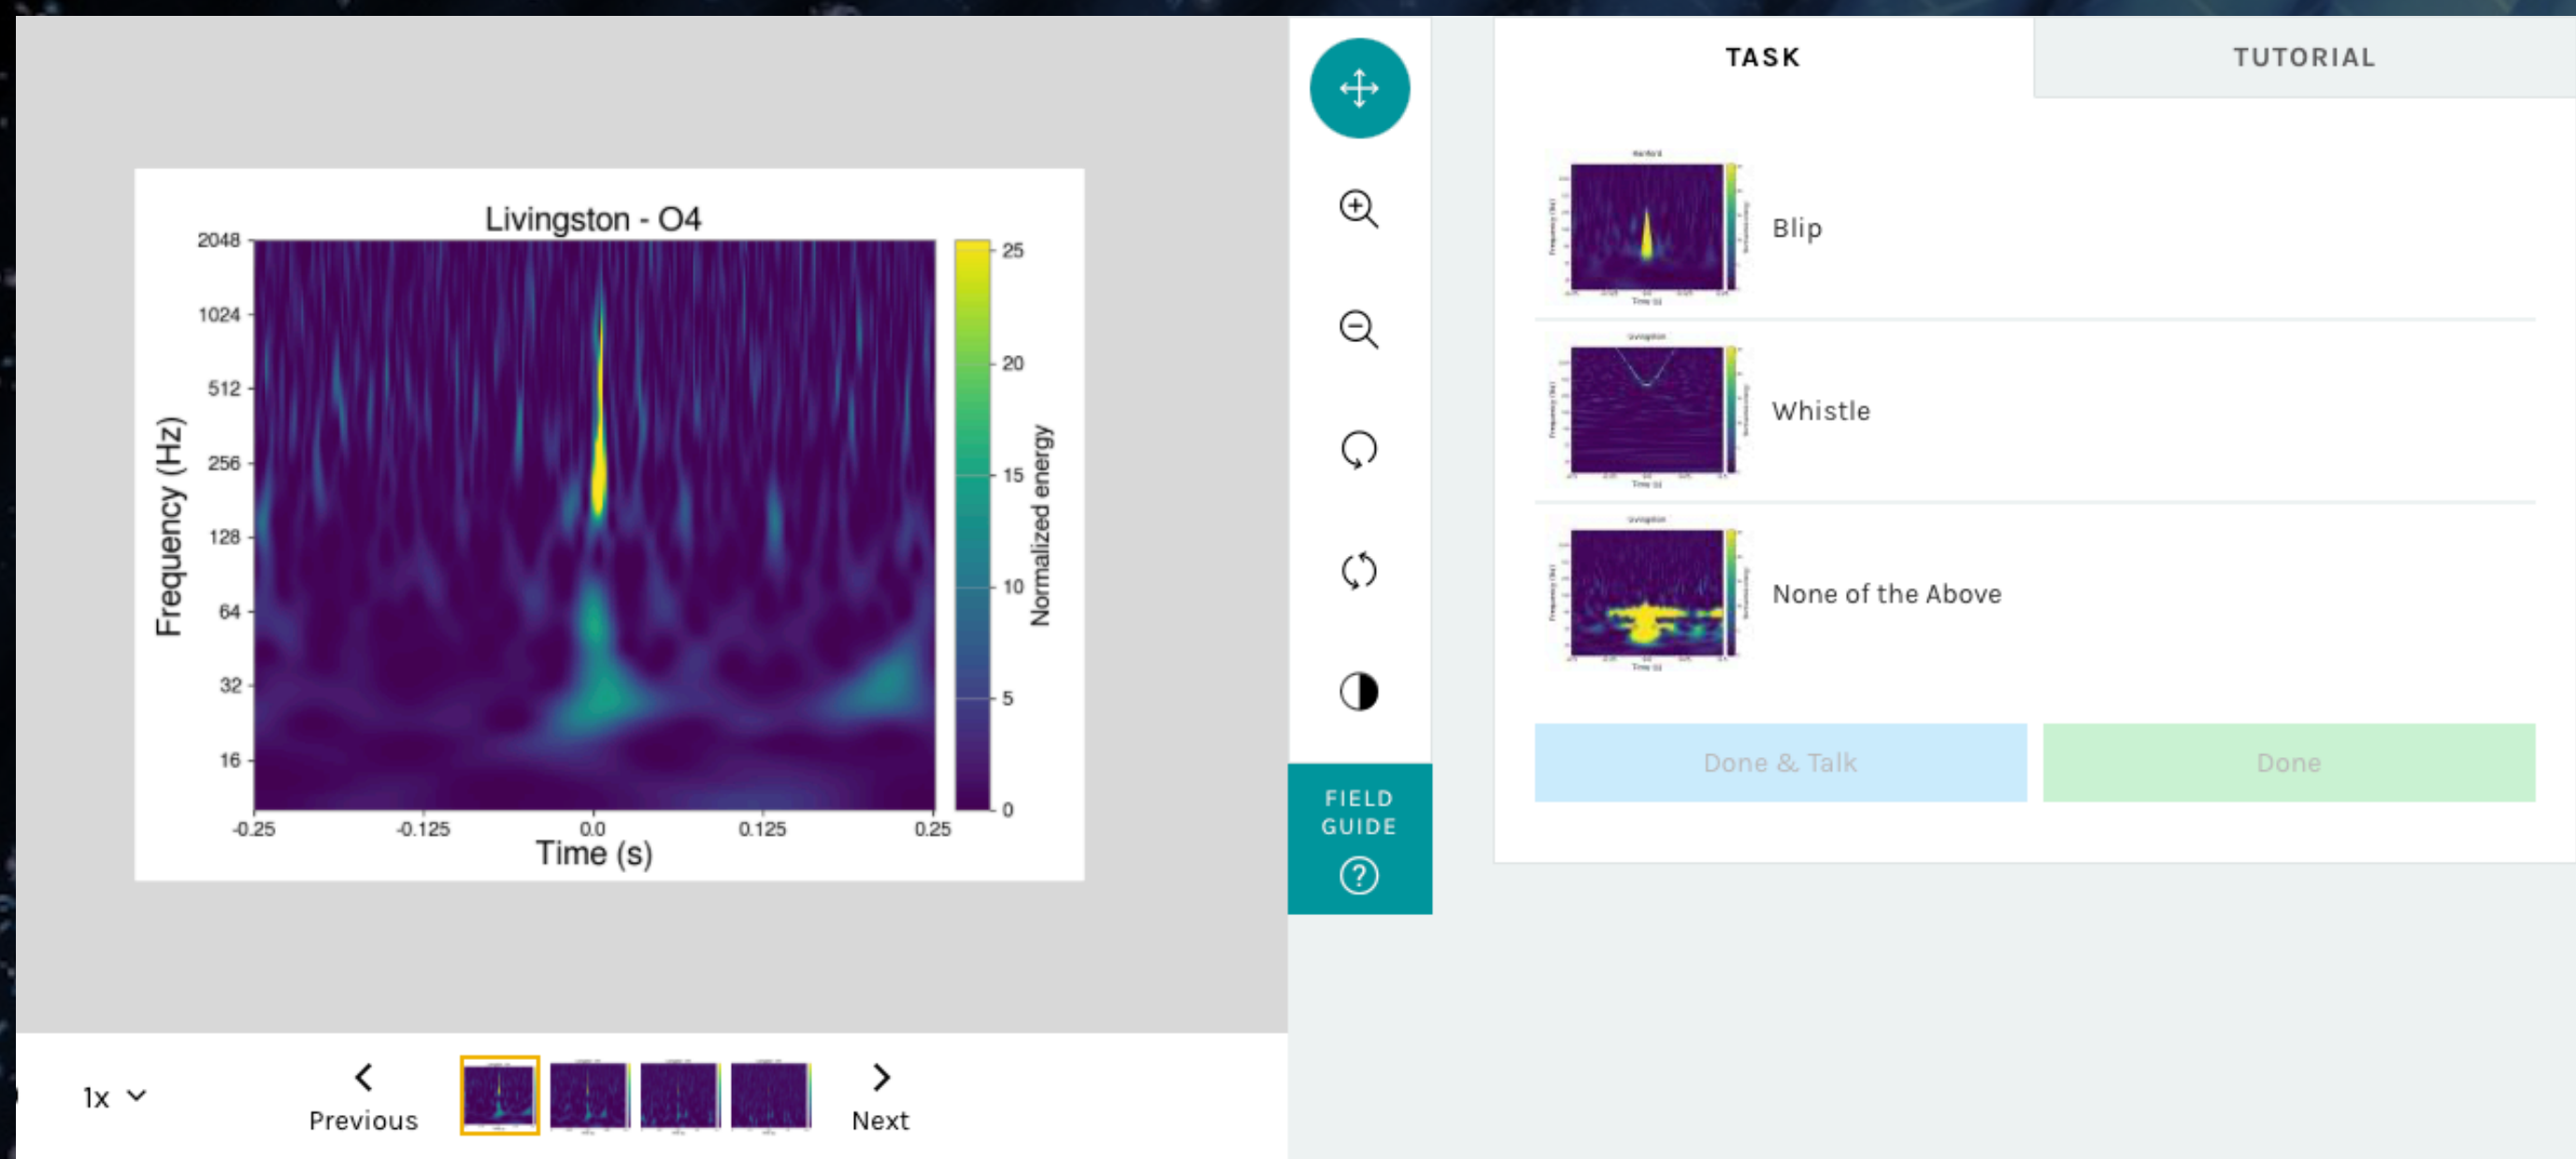 Livingston - O4
2048
1024
512
256
128
64
32
16
Frequency (Hz)
-0.25
-0.125
0.0
0.125
0.25
Time (s)
25
20
15
10
5
0
Normalized energy
1x
Previous
Next
FIELD
GUIDE
?
TASK
TUTORIAL
Blip
Whistle
Livingston
None of the Above
Livingston
Done & Talk
Done